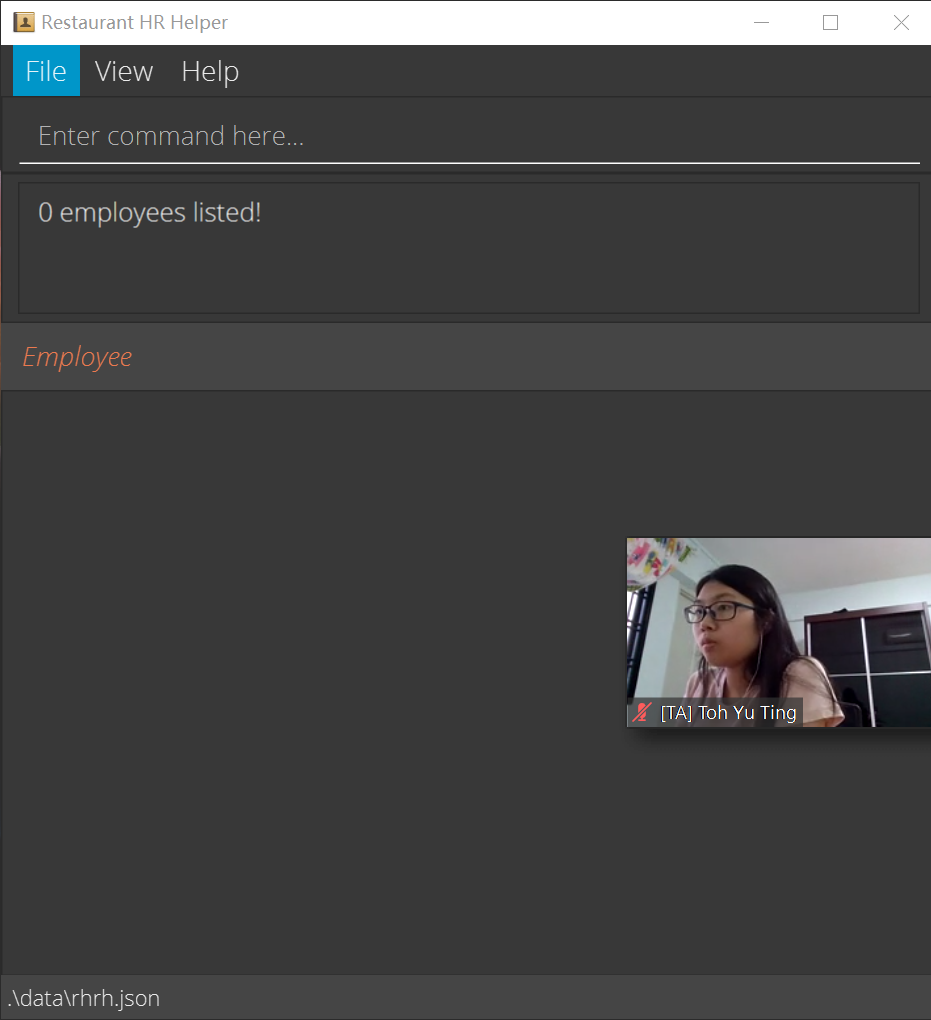 Restaurant HR Helper
File View Help
Enter command here...
0 employees listed!
Employee
[TA] Toh Yu Ting
.\data\rhrh.json